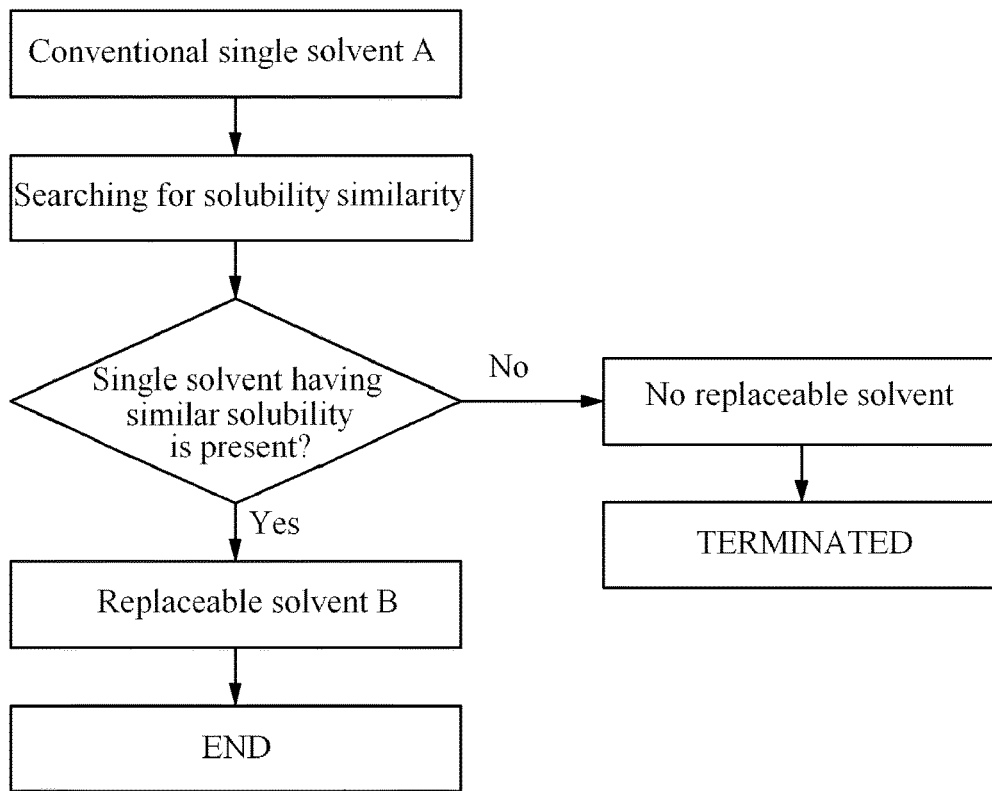 Conventional single solvent A
Searching for solubility similarity
Single solvent having
similar solubility
is present?
No
No replaceable solvent
TERMINATED
Yes
Replaceable solvent B
END